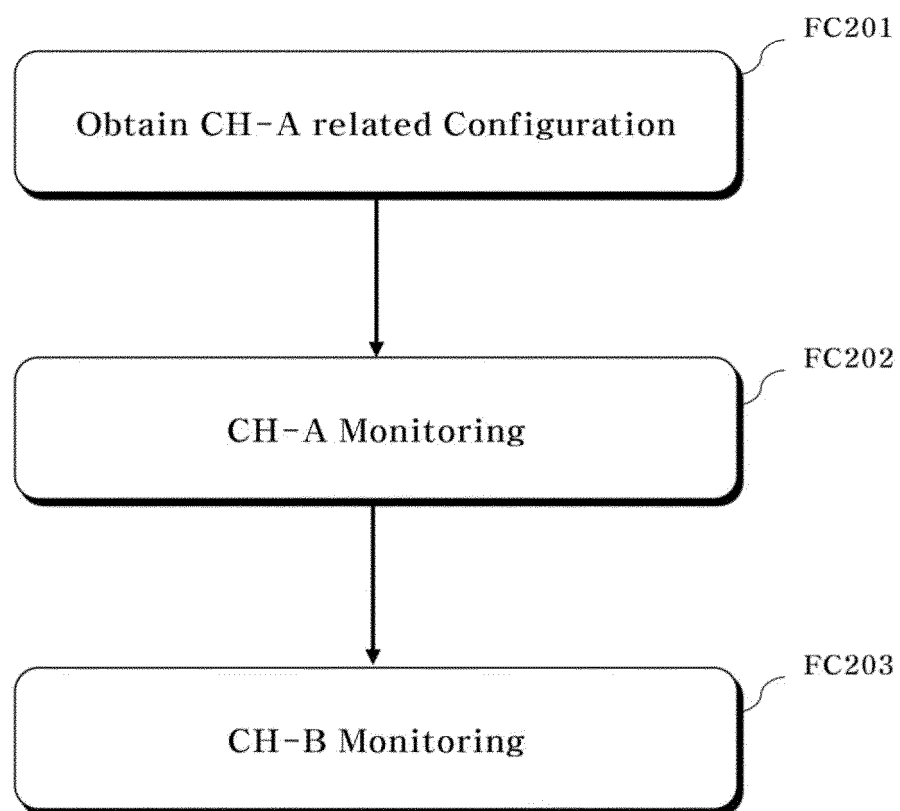 FC201
Obtain CH-A related Configuration
FC202
CH-A Monitoring
FC203
CH-B Monitoring